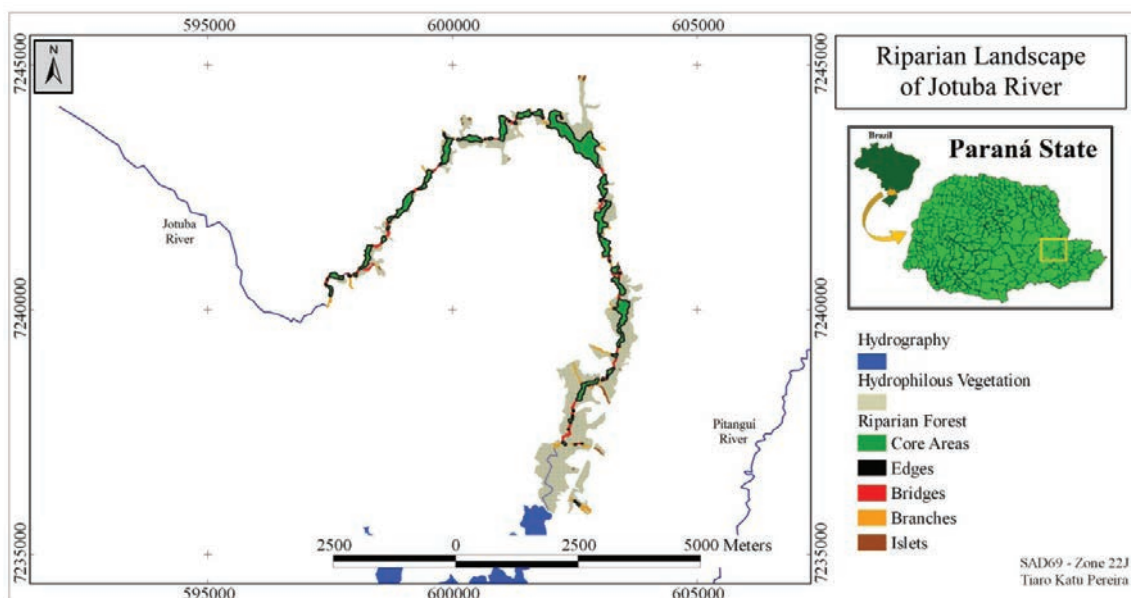 595000
600000
605000
7245000
7245000
N
Riparian Landscape
of Jotuba River
Brazil
Paraná State
Jotuba
River
7240000
7240000
Hydrography
Hydrophilous Vegetation
Riparian Forest
Core Areas
Edges
Bridges
Branches
Islets
Pitangui
River
2500
0
2500
5000 Meters
7235000
7235000
595000
600000
605000
SAD69 - Zone 22J
Tiaro Katu Pereira